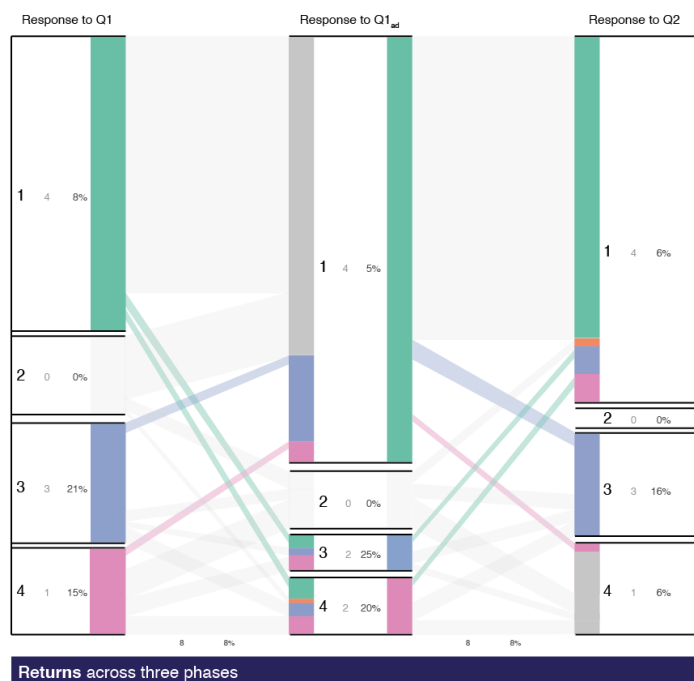 Response to Q1
Response to Q1ad
Response to Q2
1 4 8%
2 0 0%
3 3 21%
4 1 15%
1 4 5%
2 0 0%
3 2 25%
4 2 20%
1 4 6%
2 0 0%
3 3 16%
4 1 6%
8 8%
8 8%
Returns across three phases